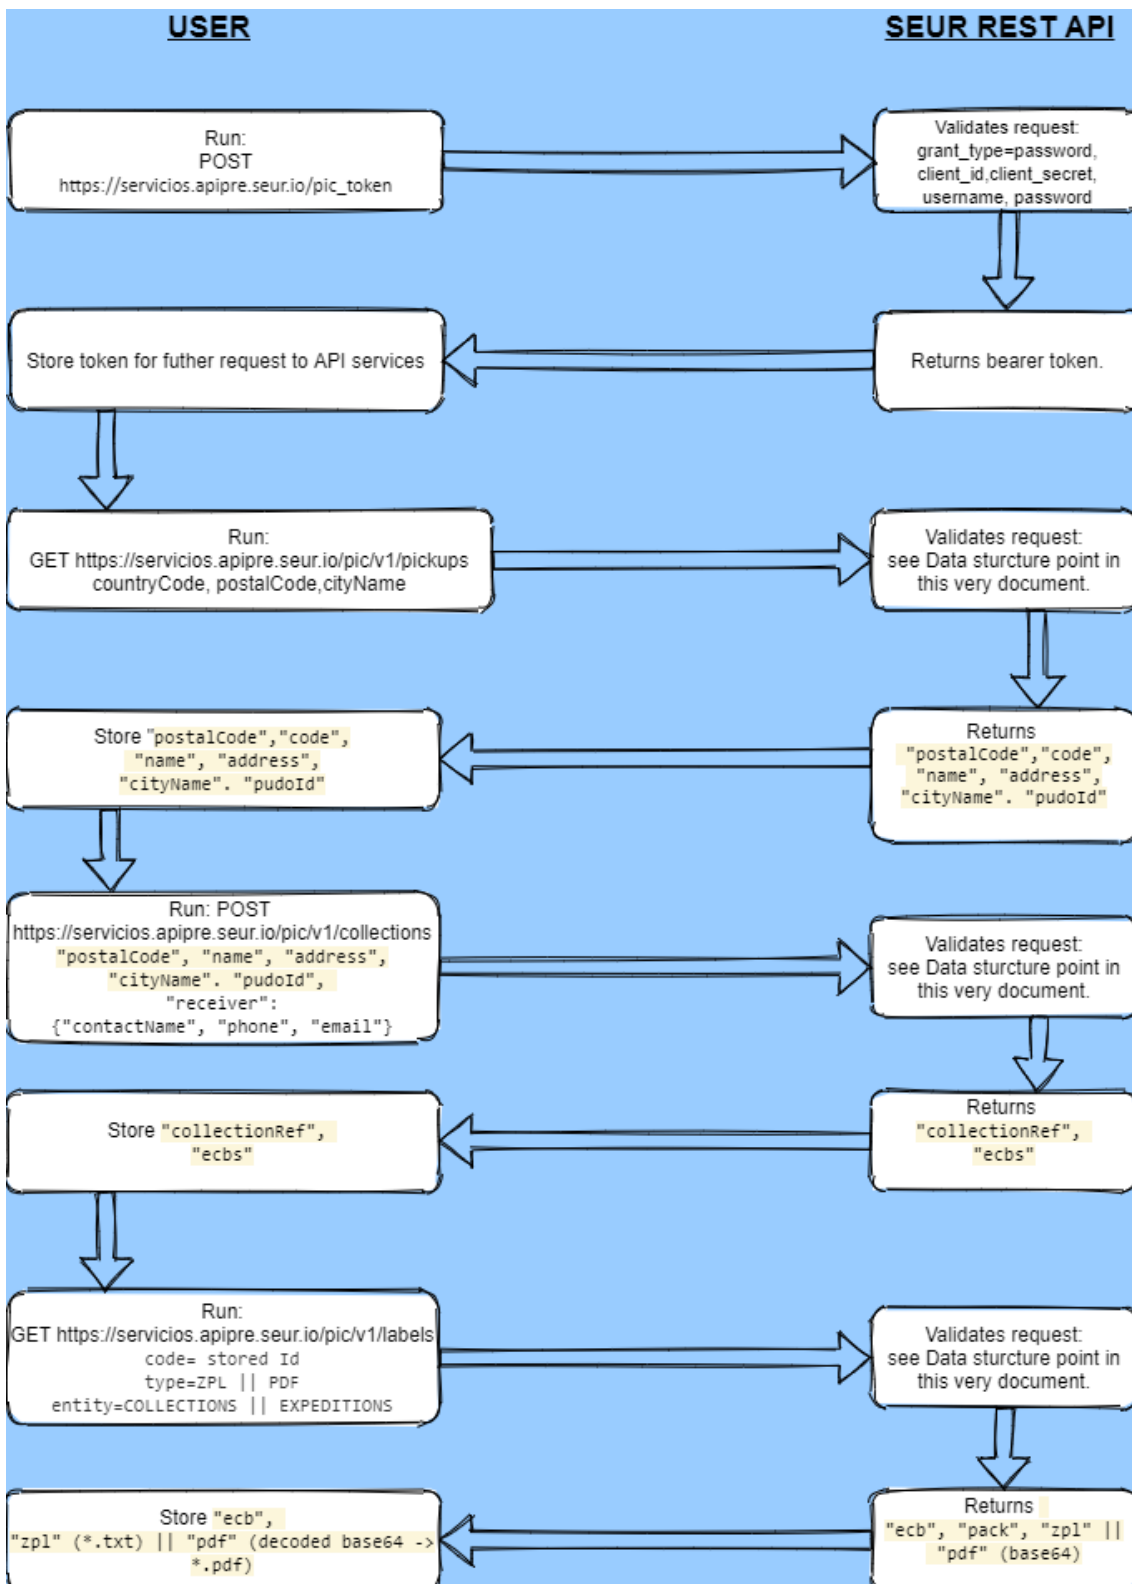 USER
SEUR REST API
Run:
POST
https://servicios.apipre.seur.io/pic_token
Validates request:
grant_type=password,
client_id,client_secret,
username, password
Store token for futher request to API services
Returns bearer token.
Run:
GET https://servicios.apipre.seur.io/pic/v1/pickups
countryCode, postalCode,cityName
Validates request:
see Data sturcture point in
this very document.
Store "postalCode","code",
"name", "address",
"cityName". "pudoId"
Returns
"postalCode","code",
"name", "address",
"cityName". "pudoId"
Run: POST
https://servicios.apipre.seur.io/pic/v1/collections
"postalCode", "name", "address",
"cityName". "pudoId",
"receiver":
{"contactName", "phone", "email"}
Validates request:
see Data sturcture point in
this very document.
Store "collectionRef",
"ecbs"
Returns
"collectionRef",
"ecbs"
Run:
GET https://servicios.apipre.seur.io/pic/v1/labels
code= stored Id
type=ZPL || PDF
entity=COLLECTIONS || EXPEDITIONS
Validates request:
see Data sturcture point in
this very document.
Store "ecb",
"zpl" (*.txt) || "pdf" (decoded base64 ->
*.pdf)
Returns
"ecb", "pack", "zpl" ||
"pdf" (base64)